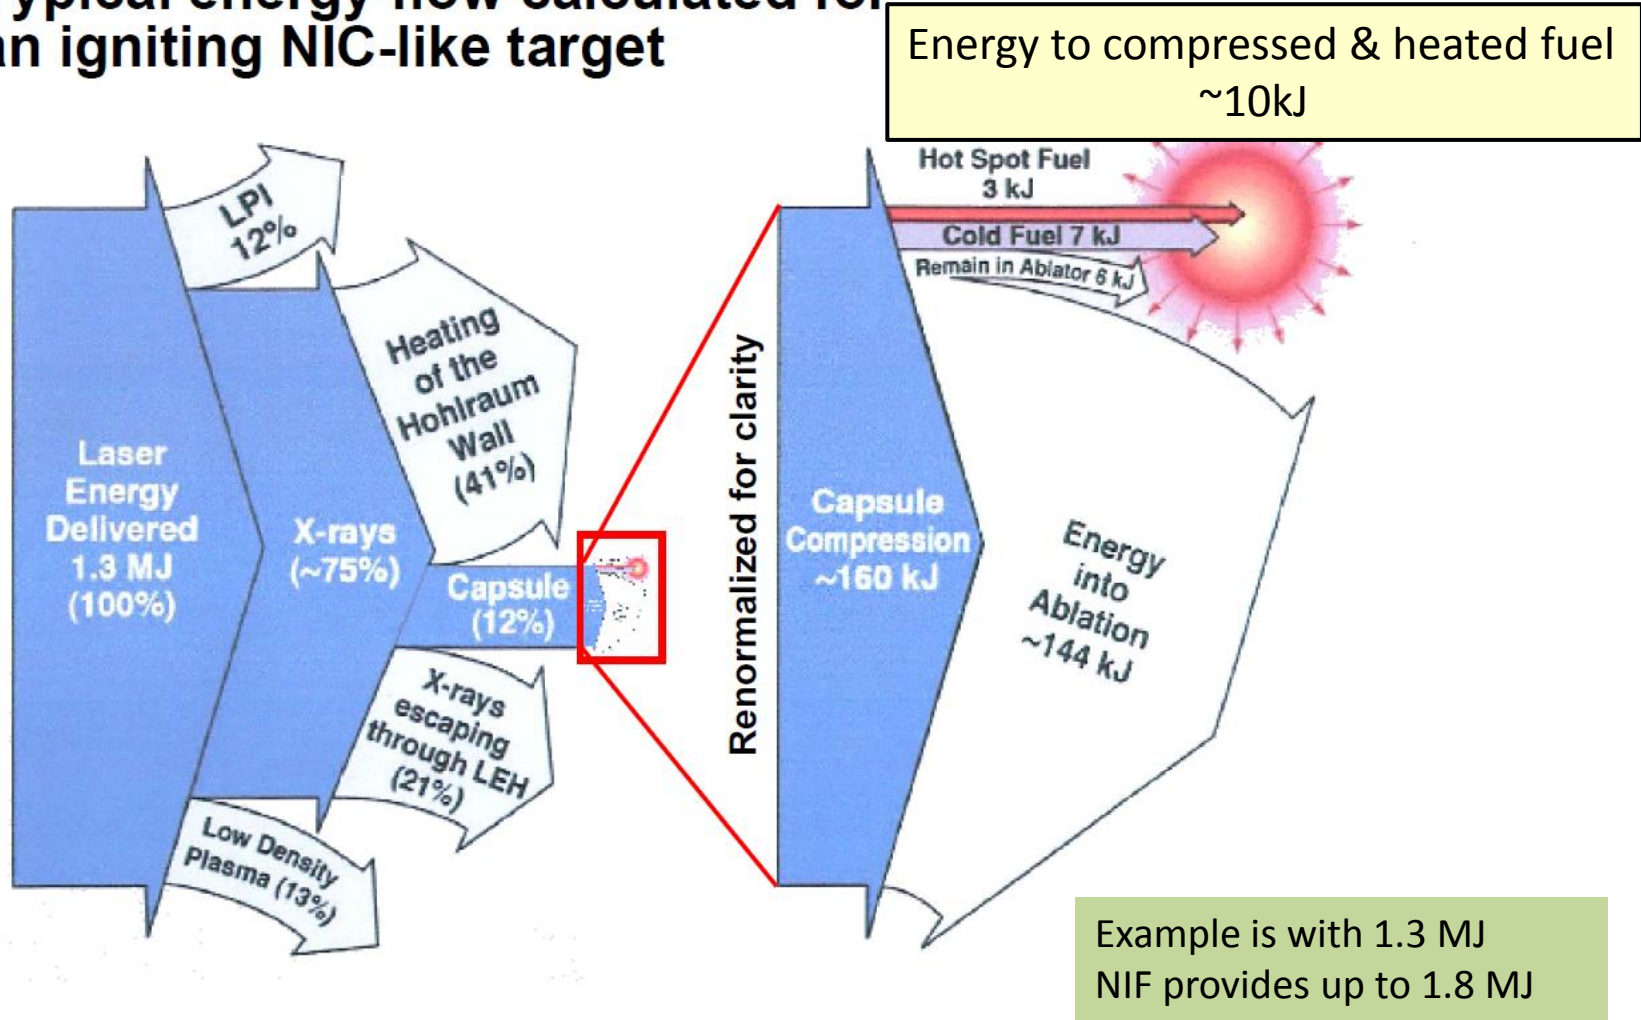 an igniting NIC-like target
Energy to compressed & heated fuel
~10kJ
LPI
12%
Heating
of the
Hohlraum
Wall
(41%)
Laser
Energy
Delivered
1.3 MJ
(100%)
X-rays
(~75%)
Capsule
(12%)
X-rays
escaping
through LEH
(21%)
Low Density
Plasma (13%)
Renormalized for clarity
Hot Spot Fuel
3 kJ
Cold Fuel 7 kJ
Remain in Ablator 6 kJ
Capsule
Compression
~160 kJ
Energy
into
Ablation
~144 kJ
Example is with 1.3 MJ
NIF provides up to 1.8 MJ